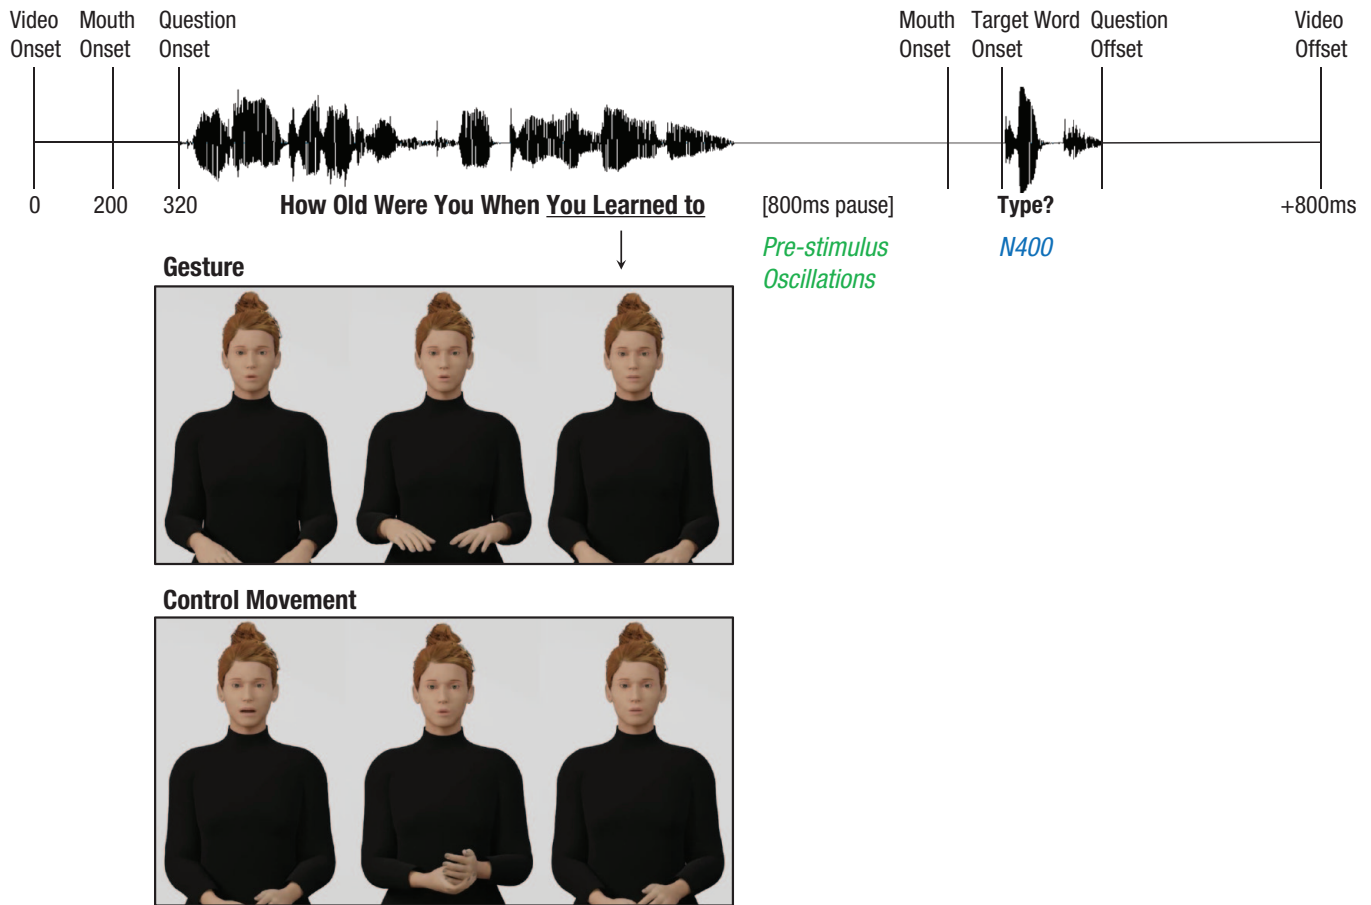 Video Mouth Question Mouth Target Word Question Video
Onset Onset Onset Onset Onset Offset Offset
0 200 320 How Old Were You When You Learned to [800ms pause] Type? +800ms
Pre-stimulus N400
Oscillations
Gesture
Control Movement